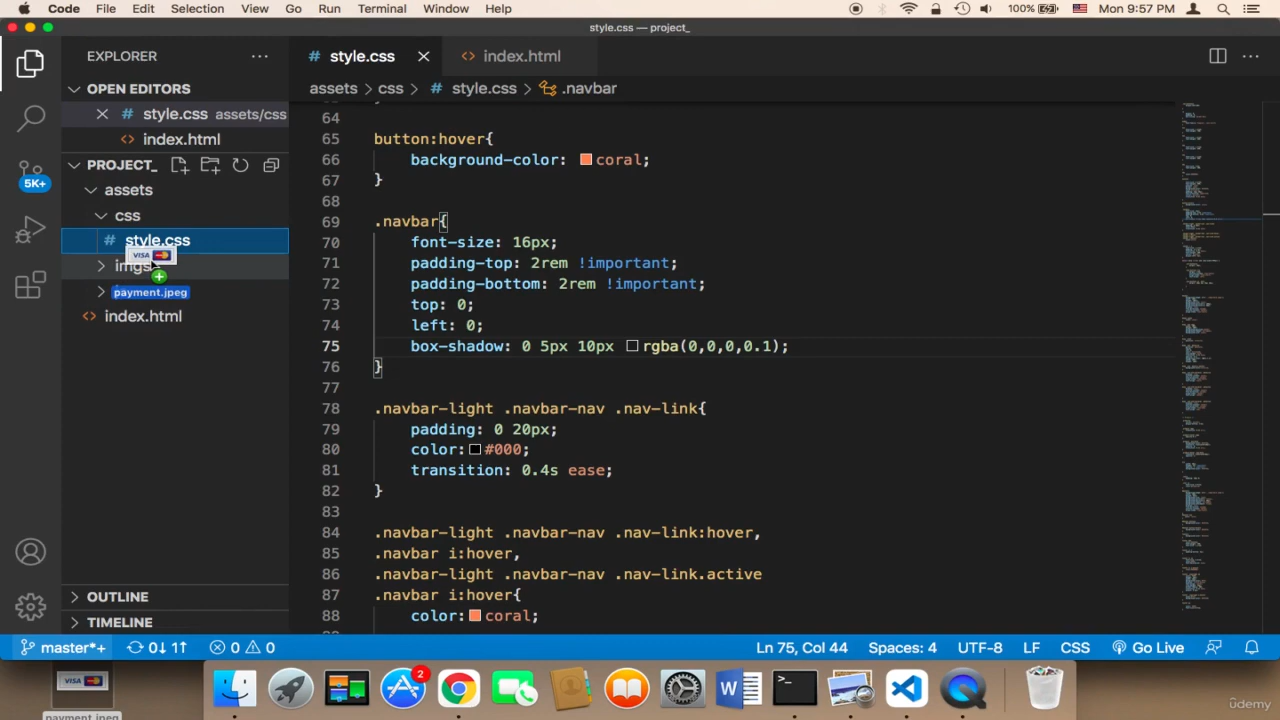 Code File Edit Selection View Go Run Terminal Window Help 100% Mon 9:57 PM
style.css — project_
EXPLORER
OPEN EDITORS
style.css assets/css
index.html
PROJECT_
5K+
assets
css
style.css
VISA
imgs
payment.jpeg
index.html
OUTLINE
TIMELINE
style.css
index.html
assets > css > # style.css > .navbar
64
65 button:hover{
66 background-color: coral;
67 }
68
69 .navbar{
70 font-size: 16px;
71 padding-top: 2rem !important;
72 padding-bottom: 2rem !important;
73 top: 0;
74 left: 0;
75 box-shadow: 0 5px 10px rgba(0,0,0,0.1);
76 }
77
78 .navbar-light .navbar-nav .nav-link{
79 padding: 0 20px;
80 color: #000;
81 transition: 0.4s ease;
82 }
83
84 .navbar-light .navbar-nav .nav-link:hover,
85 .navbar i:hover,
86 .navbar-light .navbar-nav .nav-link.active
87 .navbar i:hover{
88 color: coral;
master*+ 0↓ 1↑ 0 0 Ln 75, Col 44 Spaces: 4 UTF-8 LF CSS Go Live
VISA
payment.jpeg
2
ûdemy